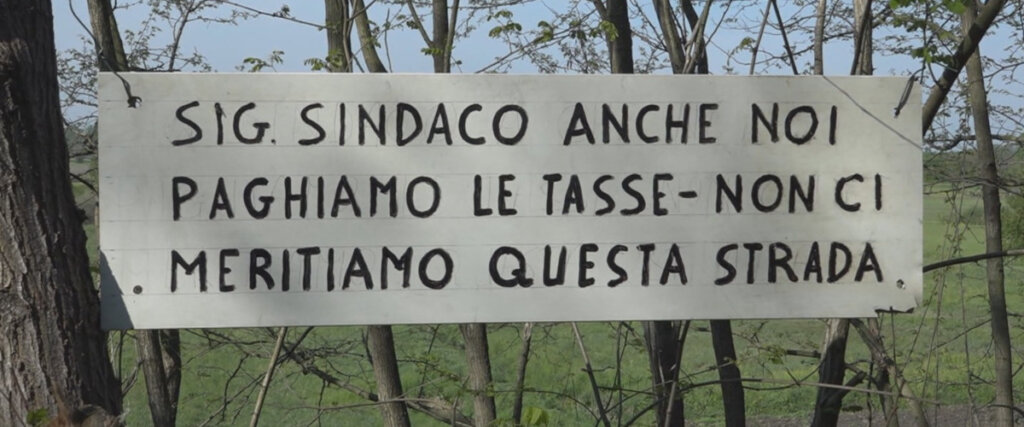 SIG. SINDACO ANCHE NOI
PAGHIAMO LE TASSE-NON CI
MERITIAMO QUESTA STRADA